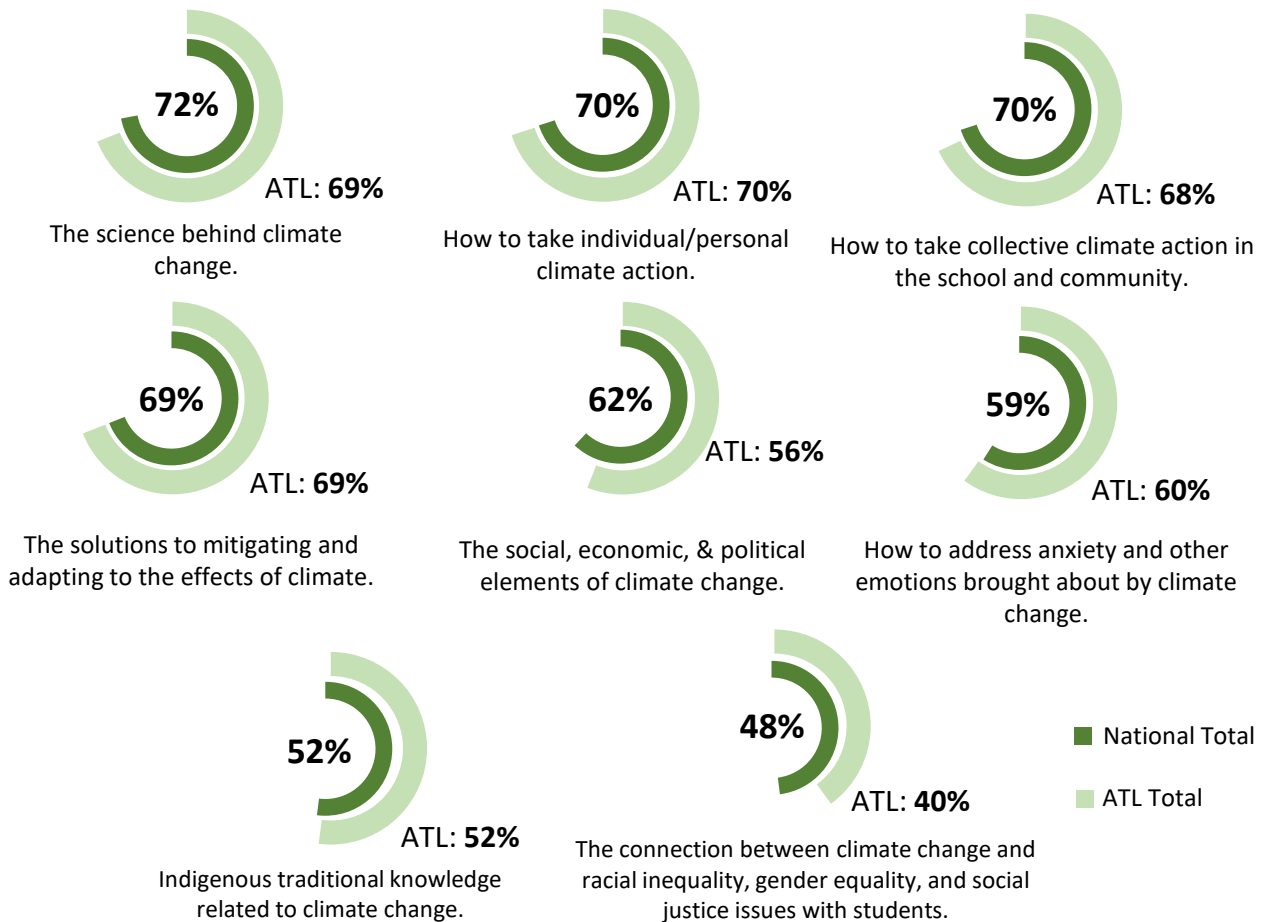 72%
ATL: 69%
The science behind climate
change.
70%
ATL: 70%
How to take individual/personal
climate action.
70%
ATL: 68%
How to take collective climate action in
the school and community.
69%
ATL: 69%
The solutions to mitigating and
adapting to the effects of climate.
62%
ATL: 56%
The social, economic, & political
elements of climate change.
59%
ATL: 60%
How to address anxiety and other
emotions brought about by climate
change.
52%
ATL: 52%
Indigenous traditional knowledge
related to climate change.
48%
ATL: 40%
The connection between climate change and
racial inequality, gender equality, and social
justice issues with students.
National Total
ATL Total